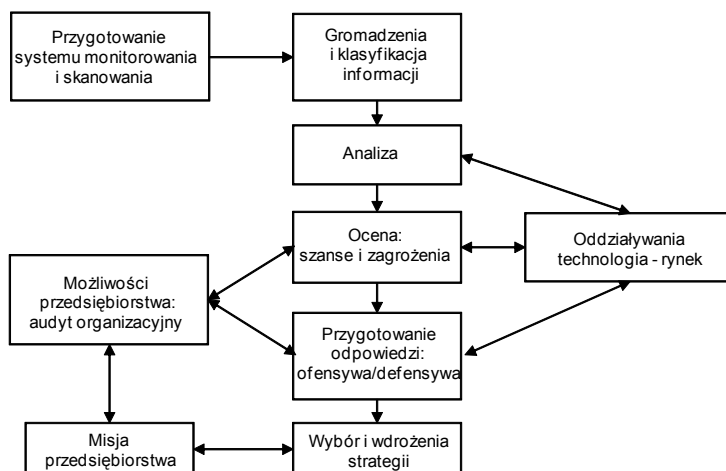 Przygotowanie
systemu monitorowania
i skanowania
Gromadzenia
i klasyfikacja
informacji
Analiza
Ocena:
szanse i zagrożenia
Oddziaływania
technologia - rynek
Możliwości
przedsiębiorstwa:
audyt organizacyjny
Przygotowanie
odpowiedzi:
ofensywa/defensywa
Misja
przedsiębiorstwa
Wybór i wdrożenia
strategii